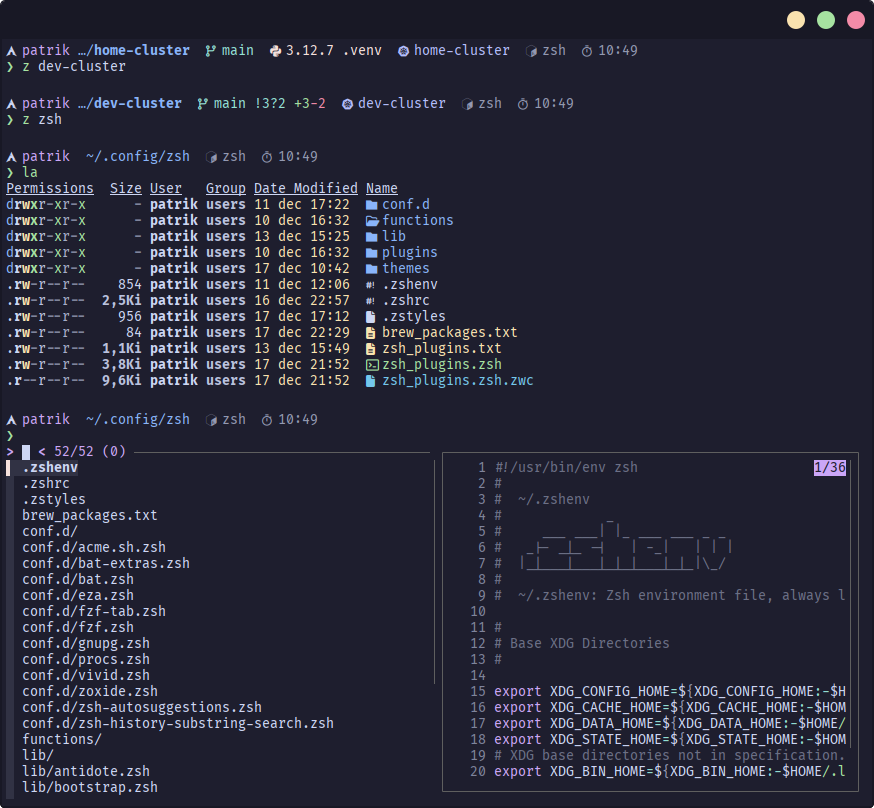 patrik …/home-cluster main 3.12.7 .venv home-cluster zsh 10:49
❯ z dev-cluster
patrik …/dev-cluster main !3?2 +3-2 dev-cluster zsh 10:49
❯ z zsh
patrik ~/.config/zsh zsh 10:49
❯ la
Permissions Size User Group Date Modified Name
drwxr-xr-x - patrik users 11 dec 17:22 conf.d
drwxr-xr-x - patrik users 10 dec 16:32 functions
drwxr-xr-x - patrik users 13 dec 15:25 lib
drwxr-xr-x - patrik users 10 dec 16:32 plugins
drwxr-xr-x - patrik users 17 dec 10:42 themes
.rw-r--r-- 854 patrik users 11 dec 12:06 #! .zshenv
.rw-r--r-- 2,5Ki patrik users 16 dec 22:57 #! .zshrc
.rw-r--r-- 956 patrik users 17 dec 17:12 .zstyles
.rw-r--r-- 84 patrik users 17 dec 22:29 brew_packages.txt
.rw-r--r-- 1,1Ki patrik users 13 dec 15:49 zsh_plugins.txt
.rw-r--r-- 3,8Ki patrik users 17 dec 21:52 zsh_plugins.zsh
.r--r--r-- 9,6Ki patrik users 17 dec 21:52 zsh_plugins.zsh.zwc
patrik ~/.config/zsh zsh 10:49
❯
> < 52/52 (0)
.zshenv
.zshrc
.zstyles
brew_packages.txt
conf.d/
conf.d/acme.sh.zsh
conf.d/bat-extras.zsh
conf.d/bat.zsh
conf.d/eza.zsh
conf.d/fzf-tab.zsh
conf.d/fzf.zsh
conf.d/gnupg.zsh
conf.d/procs.zsh
conf.d/vivid.zsh
conf.d/zoxide.zsh
conf.d/zsh-autosuggestions.zsh
conf.d/zsh-history-substring-search.zsh
functions/
lib/
lib/antidote.zsh
lib/bootstrap.zsh
1 #!/usr/bin/env zsh 1/36
2 #
3 # ~/.zshenv
4 #
5 #
6 #
7 #
8 #
9 # ~/.zshenv: Zsh environment file, always l
10
11 #
12 # Base XDG Directories
13 #
14
15 export XDG_CONFIG_HOME=${XDG_CONFIG_HOME:-$H
16 export XDG_CACHE_HOME=${XDG_CACHE_HOME:-$HOM
17 export XDG_DATA_HOME=${XDG_DATA_HOME:-$HOME/
18 export XDG_STATE_HOME=${XDG_STATE_HOME:-$HOM
19 # XDG base directories not in specification.
20 export XDG_BIN_HOME=${XDG_BIN_HOME:-$HOME/.l